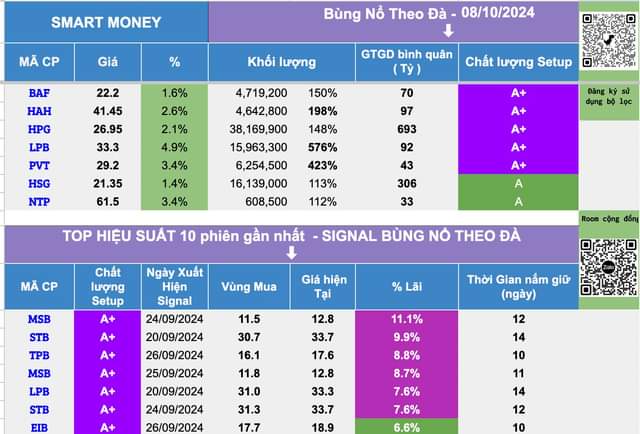 SMART MONEY
Bùng Nổ Theo Đà - 08/10/2024
MÃ CP Giá % Khối lượng GTGD bình quân ( Tỷ ) Chất lượng Setup
BAF 22.2 1.6% 4,719,200 150% 70 A+
HAH 41.45 2.6% 4,642,800 198% 97 A+
HPG 26.95 2.1% 38,169,900 148% 693 A+
LPB 33.3 4.9% 15,963,300 576% 92 A+
PVT 29.2 3.4% 6,254,500 423% 43 A+
HSG 21.35 1.4% 16,139,000 113% 306 A
NTP 61.5 3.4% 608,500 112% 33 A
Đăng ký sử
dụng bộ lọc
Room cộng đồng
Zalo
TOP HIỆU SUẤT 10 phiên gần nhất - SIGNAL BÙNG NỔ THEO ĐÀ
MÃ CP Chất lượng Setup Ngày Xuất Hiện Signal Vùng Mua Giá hiện Tại % Lãi Thời Gian nắm giữ (ngày)
MSB A+ 24/09/2024 11.5 12.8 11.1% 12
STB A+ 20/09/2024 30.7 33.7 9.9% 14
TPB A+ 26/09/2024 16.1 17.6 8.8% 10
MSB A+ 25/09/2024 11.8 12.8 8.7% 11
LPB A+ 20/09/2024 31.0 33.3 7.6% 14
STB A+ 24/09/2024 31.3 33.7 7.6% 12
EIB A+ 26/09/2024 17.7 18.9 6.6% 10